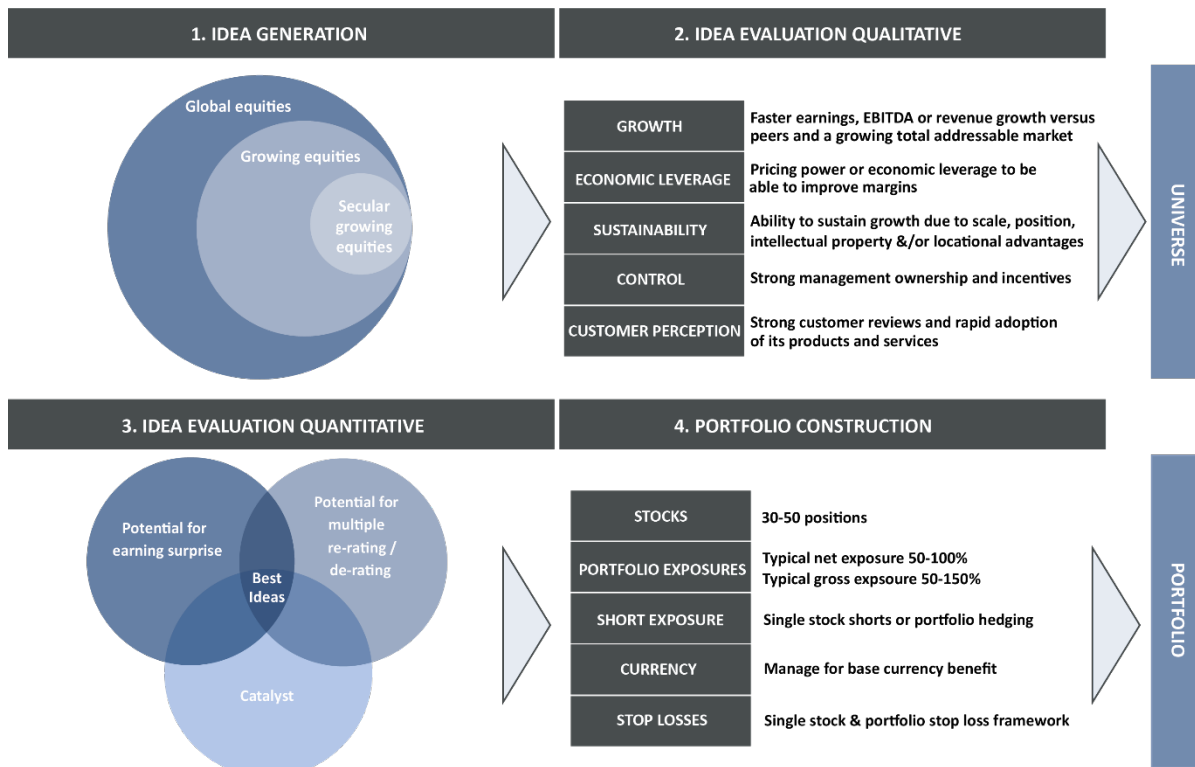 1. IDEA GENERATION
2. IDEA EVALUATION QUALITATIVE
Global equities
Growing equities
Secular
growing
equities
GROWTH
Faster earnings, EBITDA or revenue growth versus
peers and a growing total addressable market
ECONOMIC LEVERAGE
Pricing power or economic leverage to be
able to improve margins
SUSTAINABILITY
Ability to sustain growth due to scale, position,
intellectual property &/or locational advantages
CONTROL
Strong management ownership and incentives
CUSTOMER PERCEPTION
Strong customer reviews and rapid adoption
of its products and services
UNIVERSE
3. IDEA EVALUATION QUANTITATIVE
4. PORTFOLIO CONSTRUCTION
Potential for
earning surprise
Potential for
multiple
re-rating /
de-rating
Best
Ideas
Catalyst
STOCKS
30-50 positions
PORTFOLIO EXPOSURES
Typical net exposure 50-100%
Typical gross expsoure 50-150%
SHORT EXPOSURE
Single stock shorts or portfolio hedging
CURRENCY
Manage for base currency benefit
STOP LOSSES
Single stock & portfolio stop loss framework
PORTFOLIO